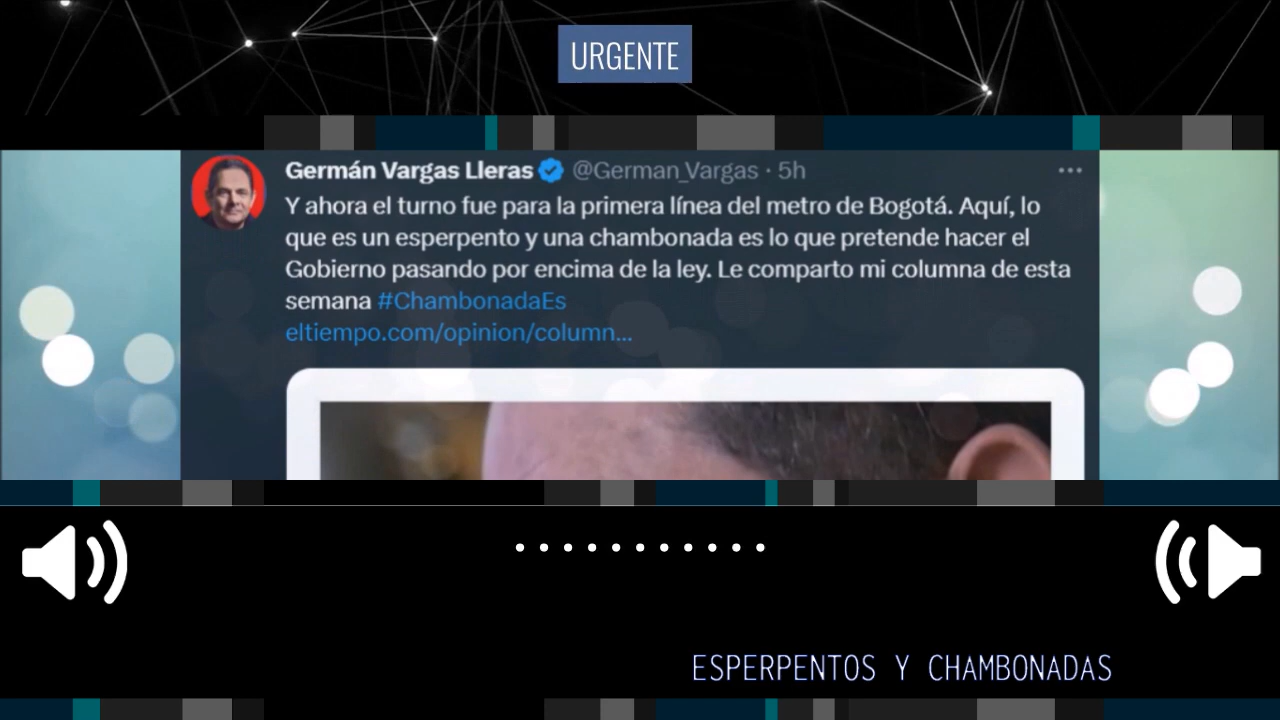 URGENTE
Germán Vargas Lleras @German_Vargas · 5h
Y ahora el turno fue para la primera línea del metro de Bogotá. Aquí, lo
que es un esperpento y una chambonada es lo que pretende hacer el
Gobierno pasando por encima de la ley. Le comparto mi columna de esta
semana #ChambonadaEs
eltiempo.com/opinion/column...
ESPERPENTOS Y CHAMBONADAS